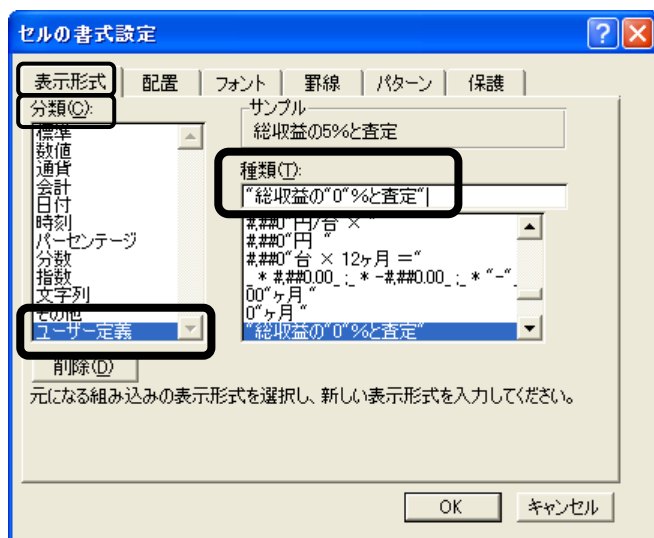 セルの書式設定
表示形式 配置 フォント 罫線 パターン 保護
分類(C):
標準
数値
通貨
会計
日付
時刻
パーセンテージ
分数
指数
文字列
その他
ユーザー定義
サンプル
総収益の5%と査定
種類(T):
"総収益の"0"%と査定"
#,##0"円/台 × "
#,##0"円 "
#,##0"台 × 12ヶ月 ="
_ * #,##0.00_ ;_ * -#,##0.00_ ;_ * "-"
00"ヶ月 "
0"ヶ月 "
"総収益の"0"%と査定"
削除(D)
元になる組み込みの表示形式を選択し、新しい表示形式を入力してください。
OK キャンセル